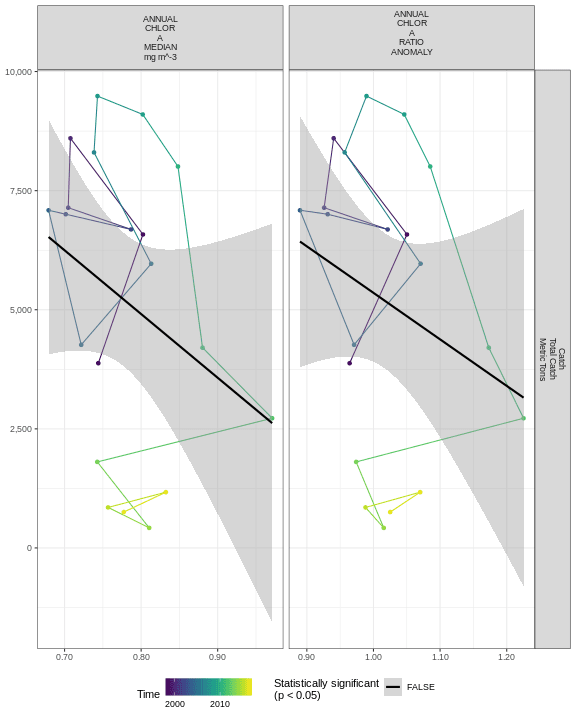 ANNUAL
CHLOR
A
MEDIAN
mg m^-3
ANNUAL
CHLOR
A
RATIO
ANOMALY
10,000
7,500
5,000
2,500
0
Catch
Total Catch
Metric Tons
0.70
0.80
0.90
0.90
1.00
1.10
1.20
Time
2000
2010
Statistically significant
(p < 0.05)
FALSE